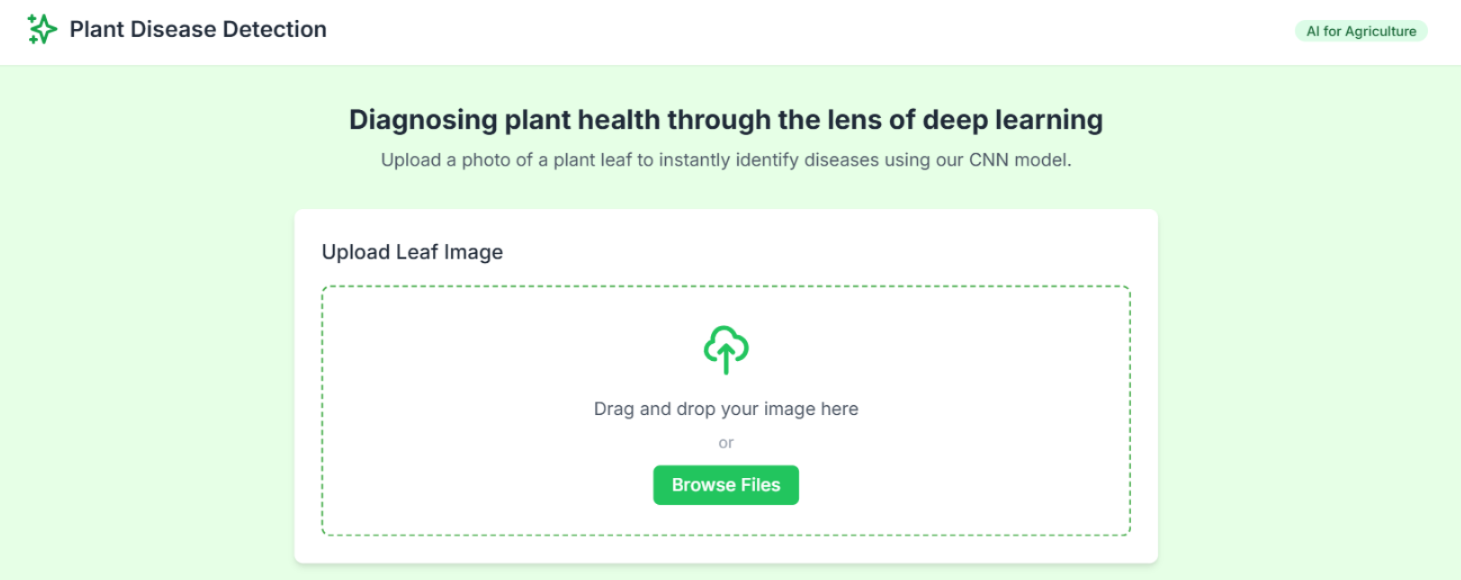 Plant Disease Detection
AI for Agriculture
Diagnosing plant health through the lens of deep learning
Upload a photo of a plant leaf to instantly identify diseases using our CNN model.
Upload Leaf Image
Drag and drop your image here
or
Browse Files